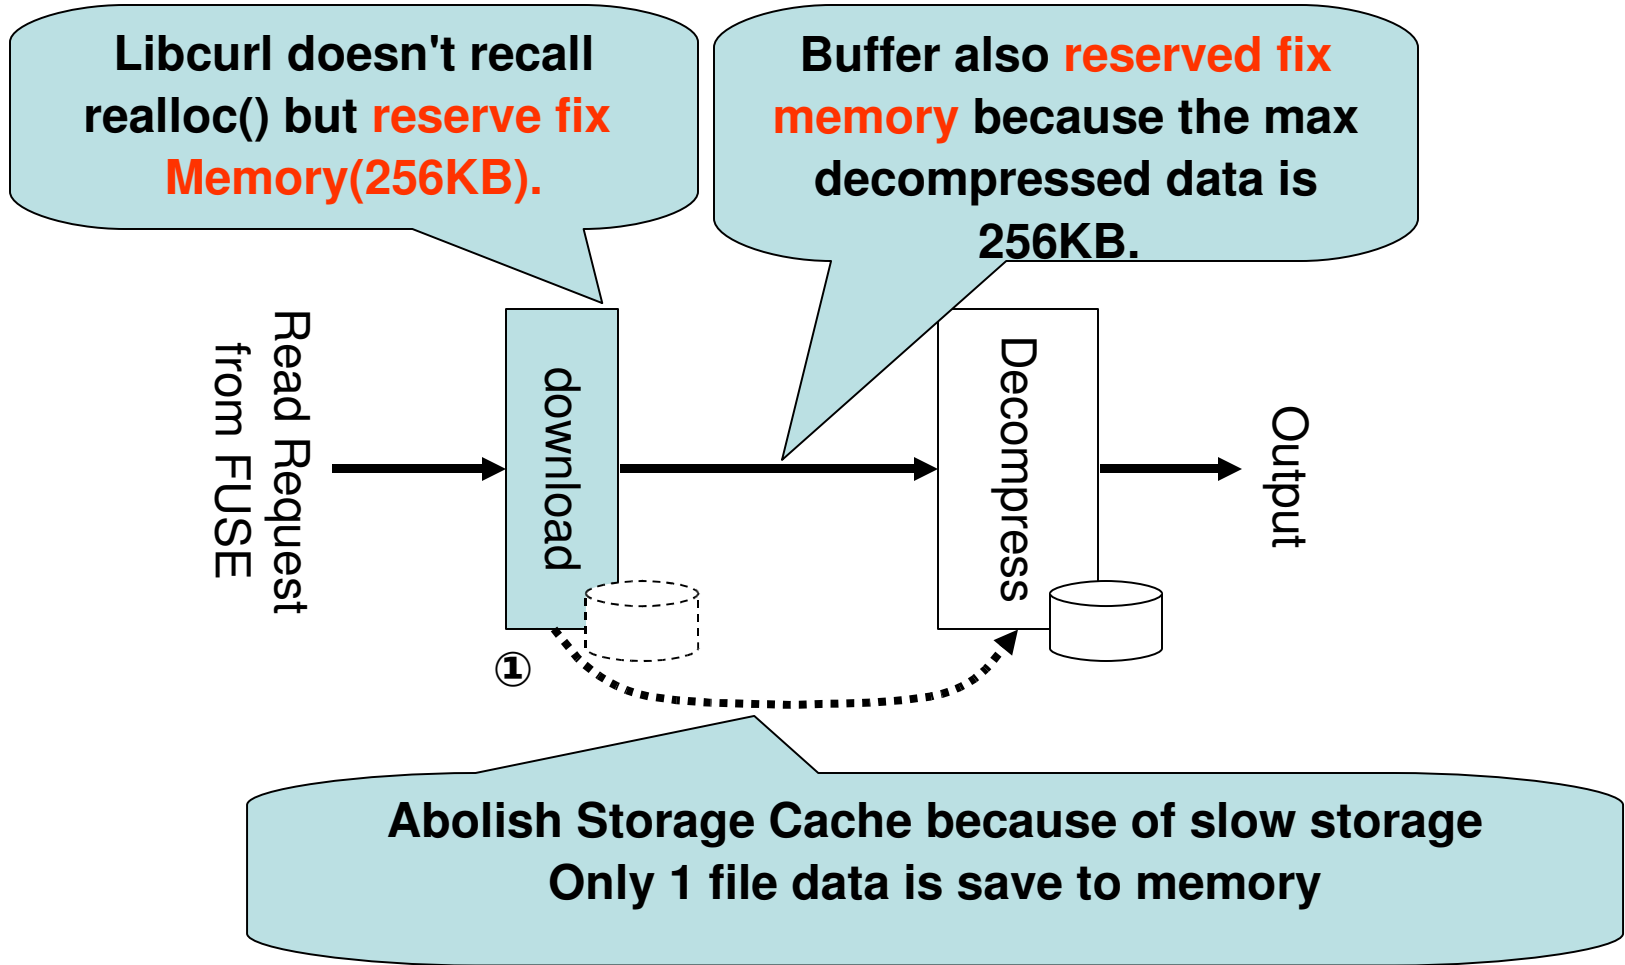 Libcurl doesn't recall
realloc() but reserve fix
Memory(256KB).
Buffer also reserved fix
memory because the max
decompressed data is
256KB.
Read Request
from FUSE
download
Decompress
Output
①
Abolish Storage Cache because of slow storage
Only 1 file data is save to memory